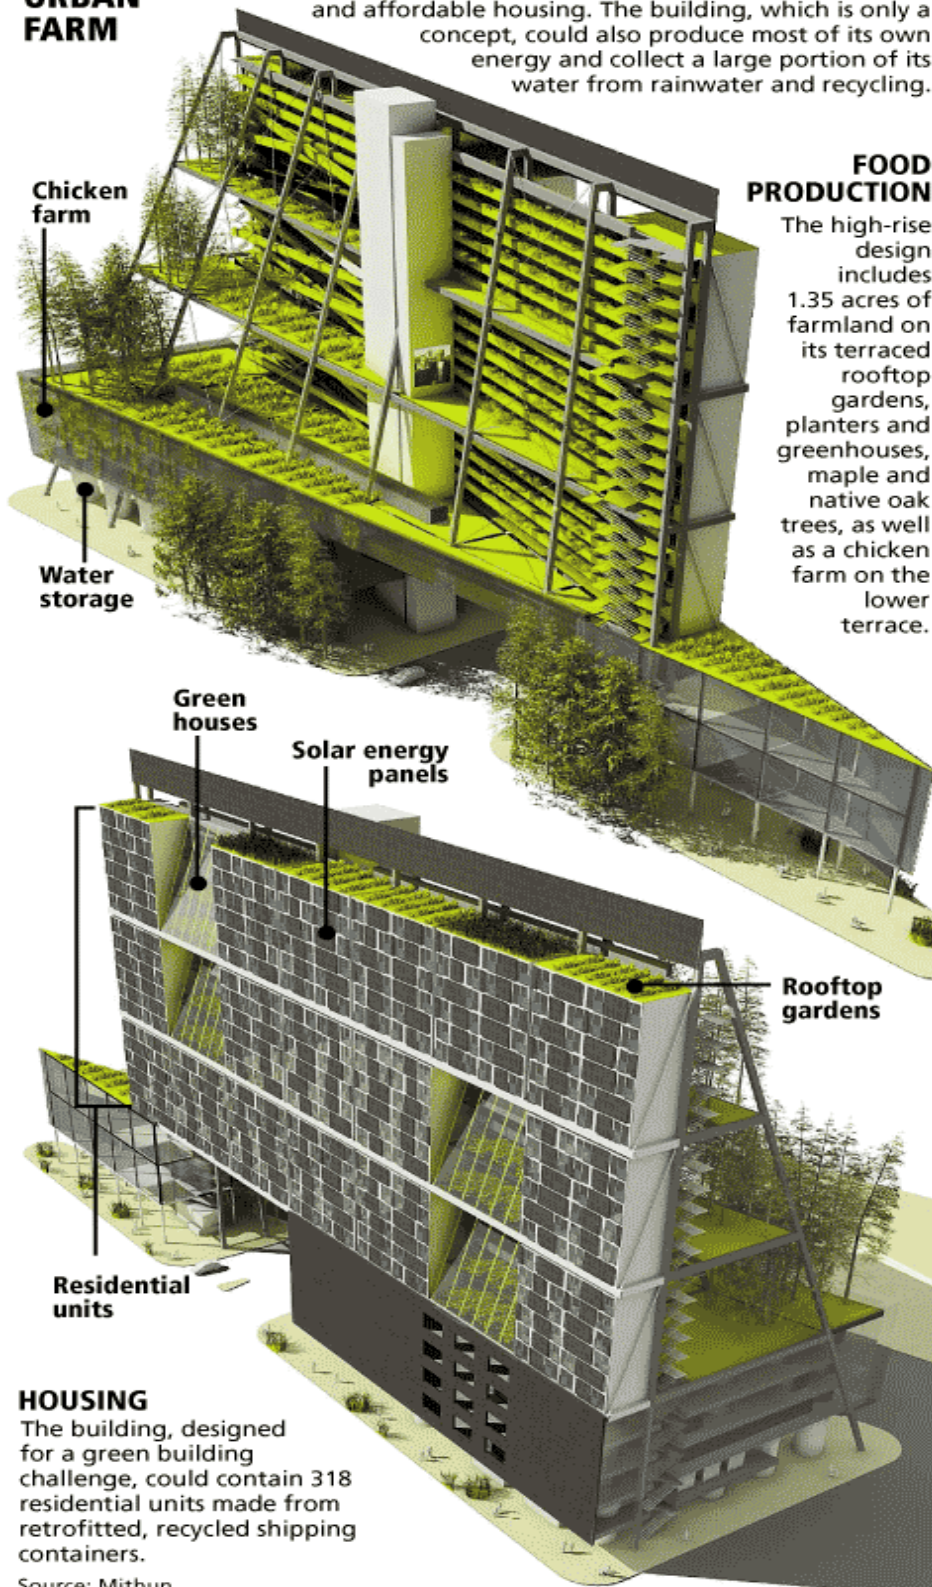 URBAN
FARM
and affordable housing. The building, which is only a
concept, could also produce most of its own
energy and collect a large portion of its
water from rainwater and recycling.
Chicken
farm
FOOD
PRODUCTION
The high-rise
design
includes
1.35 acres of
farmland on
its terraced
rooftop
gardens,
planters and
greenhouses,
maple and
native oak
trees, as well
as a chicken
farm on the
lower
terrace.
Water
storage
Green
houses
Solar energy
panels
Rooftop
gardens
Residential
units
HOUSING
The building, designed
for a green building
challenge, could contain 318
residential units made from
retrofitted, recycled shipping
containers.
Source: Mithun